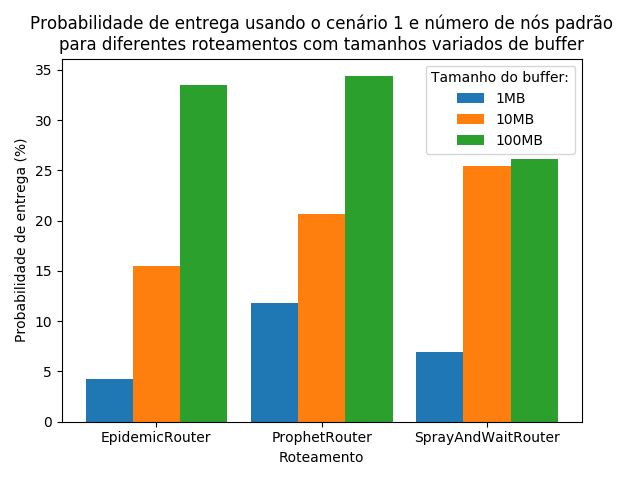 Probabilidade de entrega usando o cenário 1 e número de nós padrão
para diferentes roteamentos com tamanhos variados de buffer
Tamanho do buffer:
1MB
10MB
100MB
Probabilidade de entrega (%)
35
30
25
20
15
10
5
0
EpidemicRouter
ProphetRouter
SprayAndWaitRouter
Roteamento